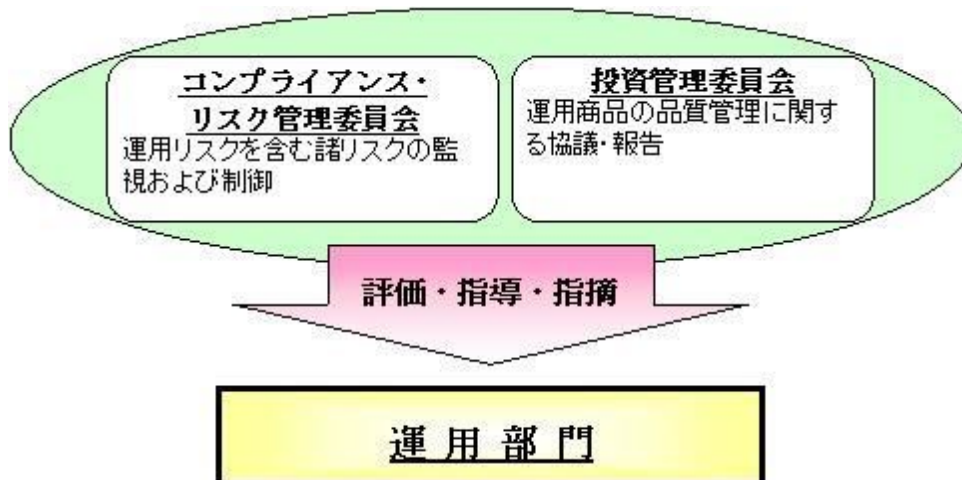 コンプライアンス・
リスク管理委員会
運用リスクを含む諸リスクの監
視および制御
投資管理委員会
運用商品の品質管理に関す
る協議・報告
評価・指導・指摘
運用部門